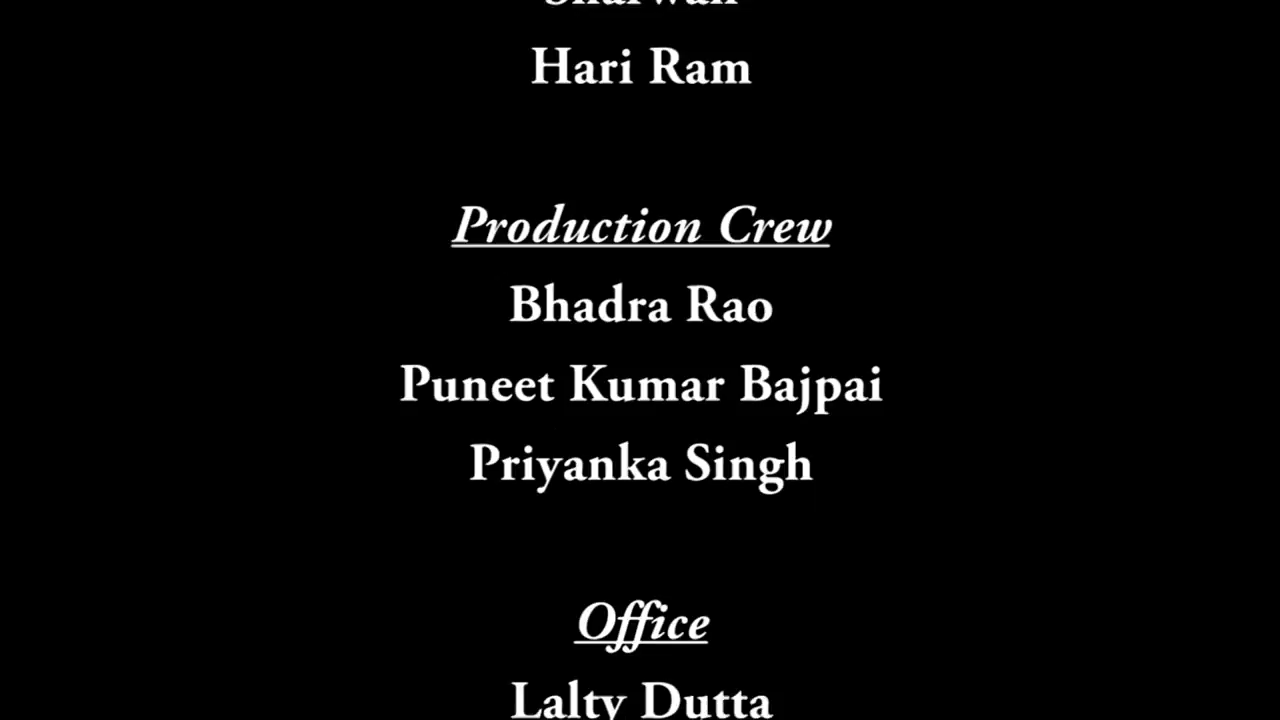 Hari Ram
Production Crew
Bhadra Rao
Puneet Kumar Bajpai
Priyanka Singh
Office
Lalty Dutta